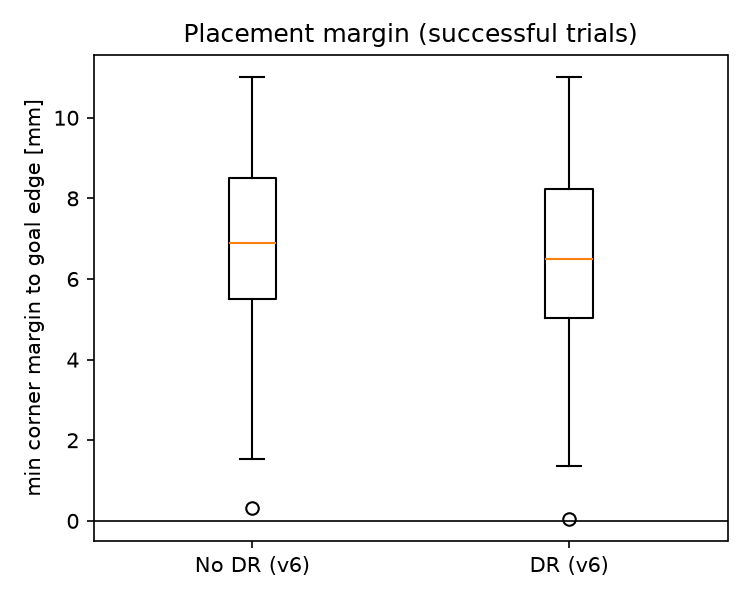 Placement margin (successful trials)
min corner margin to goal edge [mm]
10
8
6
4
2
0
No DR (v6)
DR (v6)